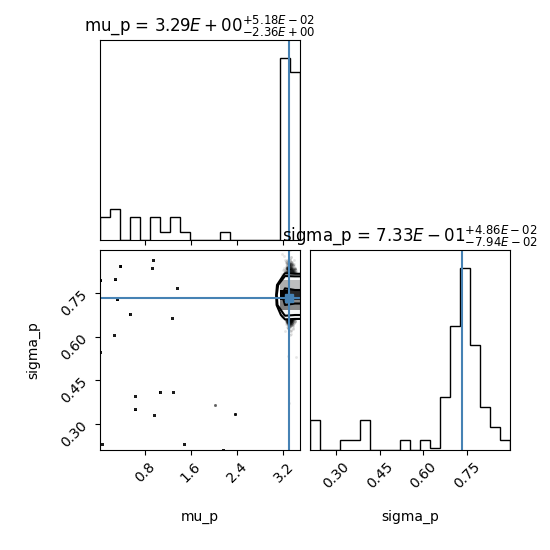 mu_p = 3.29E + 00+5.18E − 02
−2.36E + 00
sigma_p = 7.33E − 01+4.86E − 02
−7.94E − 02
sigma_p
0.75
0.60
0.45
0.30
0.8 1.6 2.4 3.2
mu_p
0.30 0.45 0.60 0.75
sigma_p